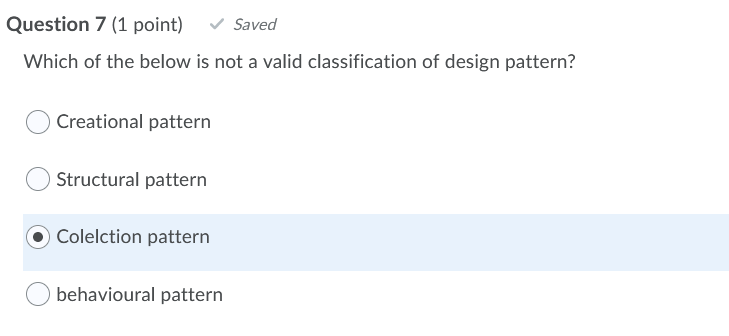 Question 7 (1 point) Saved
Which of the below is not a valid classification of design pattern?
Creational pattern
Structural pattern
Colelction pattern
behavioural pattern